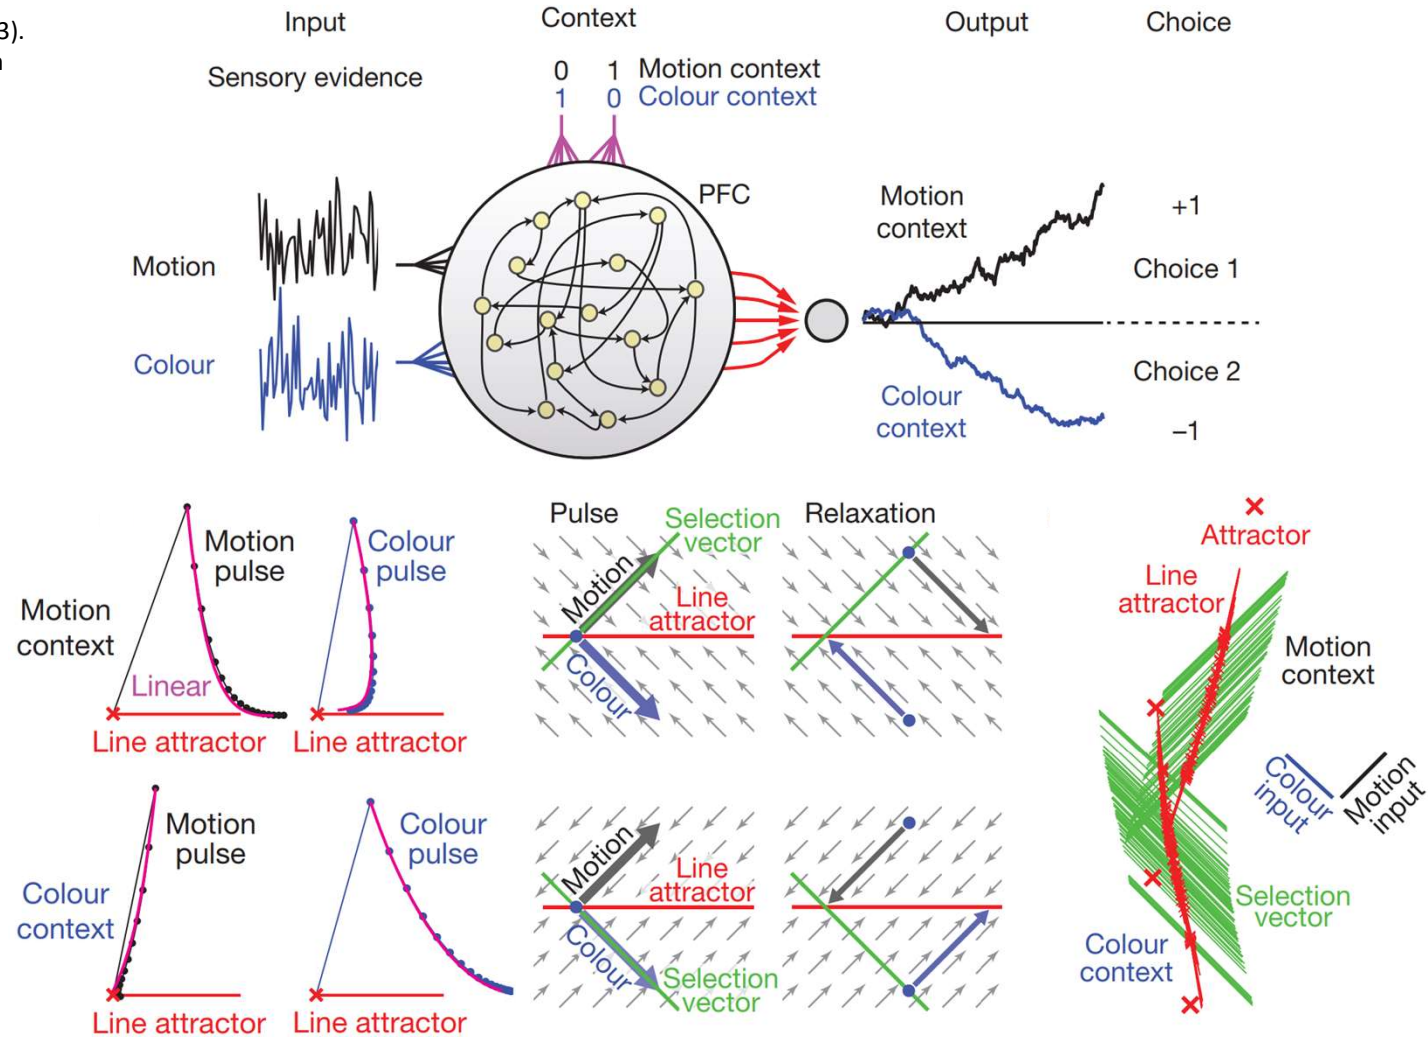 3).
n
Input
Context
Output
Choice
Sensory evidence
0 1 Motion context
1 0 Colour context
PFC
Motion
Colour
Motion
context
Colour
context
+1
Choice 1
Choice 2
−1
Motion
context
Motion
pulse
Linear
Line attractor
Colour
pulse
Line attractor
Pulse
Selection
vector
Motion
Line
attractor
Colour
Relaxation
Attractor
Line
attractor
Motion
context
Colour
input
Motion
input
Selection
vector
Colour
context
Colour
context
Motion
pulse
Line attractor
Colour
pulse
Line attractor
Motion
Line
attractor
Colour
Selection
vector